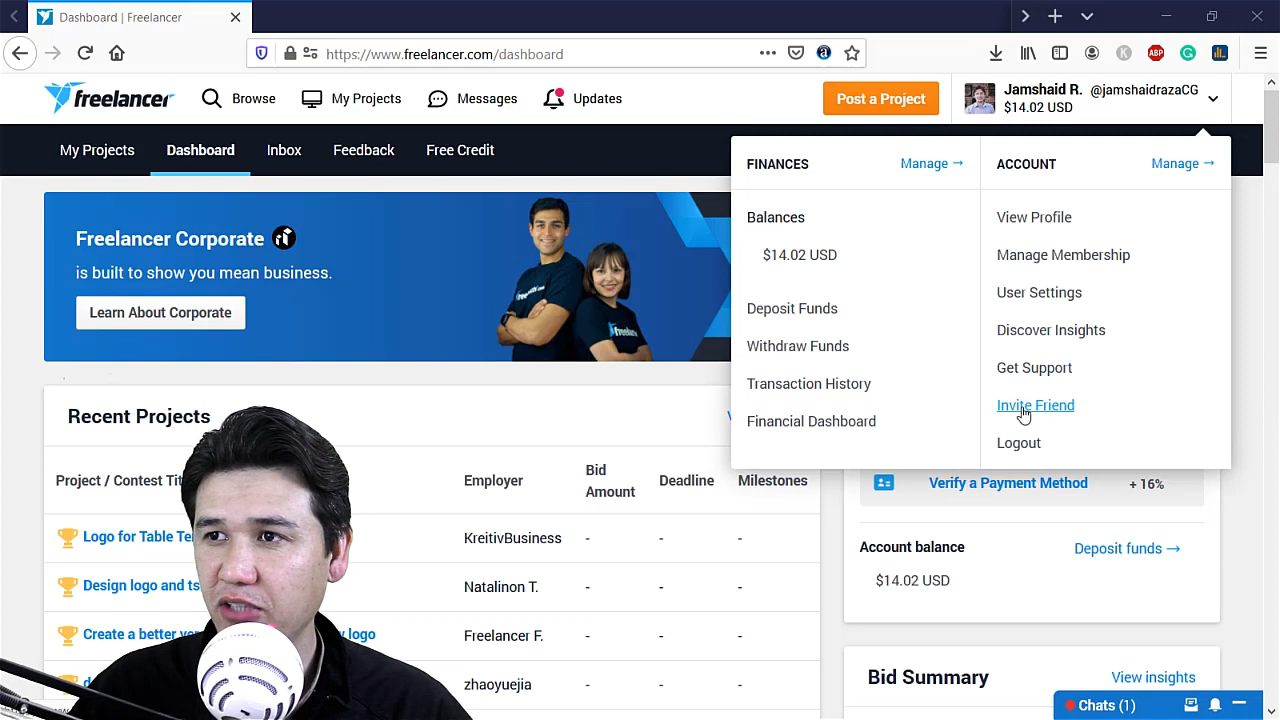 Dashboard | Freelancer
https://www.freelancer.com/dashboard
freelancer
Browse
My Projects
Messages
Updates
Post a Project
Jamshaid R. @jamshaidrazaCG
$14.02 USD
My Projects
Dashboard
Inbox
Feedback
Free Credit
FINANCES
Manage →
Balances
$14.02 USD
Deposit Funds
Withdraw Funds
Transaction History
Financial Dashboard
ACCOUNT
Manage →
View Profile
Manage Membership
User Settings
Discover Insights
Get Support
Invite Friend
Logout
Freelancer Corporate
is built to show you mean business.
Learn About Corporate
Recent Projects
Project / Contest
Employer
Bid Amount
Deadline
Milestones
Logo for Table
KreitivBusiness - - -
Design logo and
Natalinon T. - - -
Create a better logo
Freelancer F. - - -
zhaoyuejia - - -
Verify a Payment Method + 16%
Account balance
Deposit funds →
$14.02 USD
Bid Summary
View insights
Chats (1)
ABP